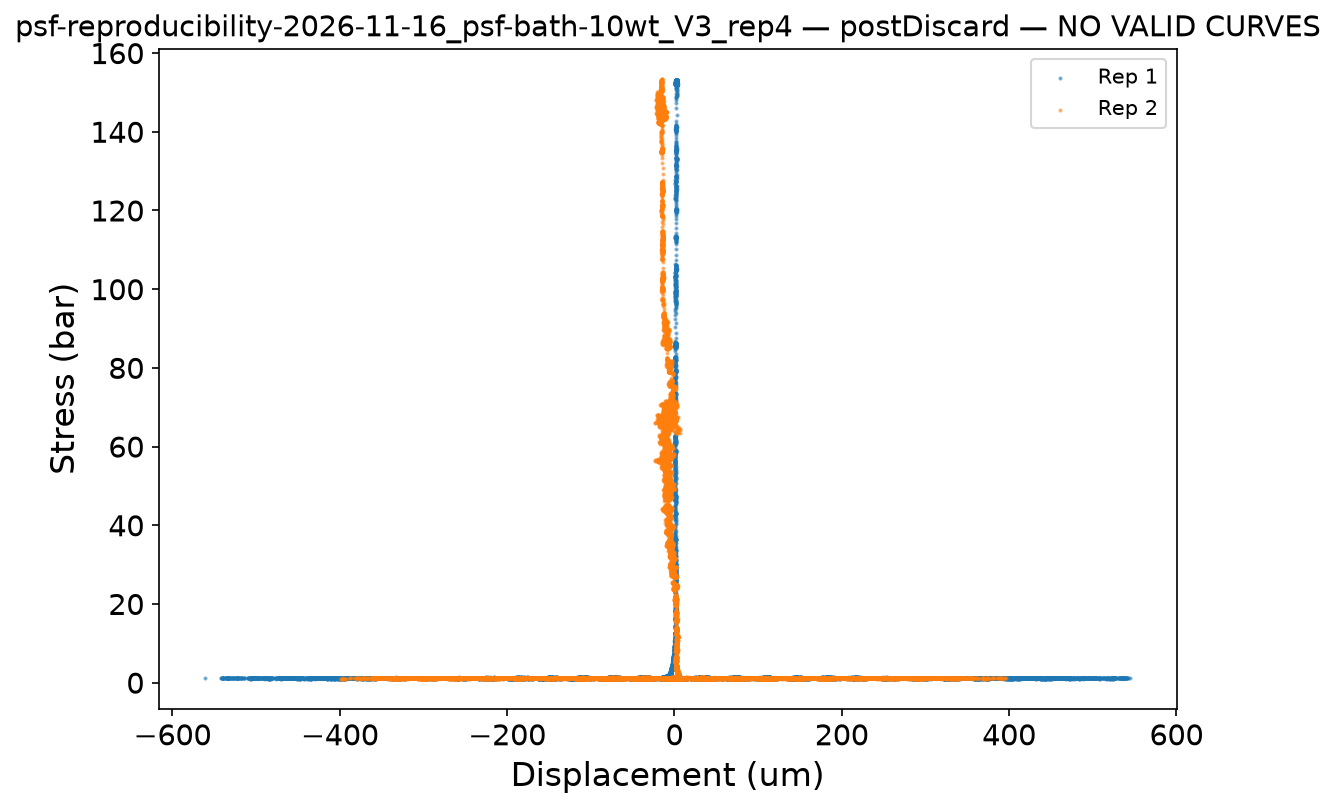 psf-reproducibility-2026-11-16_psf-bath-10wt_V3_rep4 — postDiscard — NO VALID CURVES
Rep 1
Rep 2
Stress (bar)
160
140
120
100
80
60
40
20
0
−600 −400 −200 0 200 400 600
Displacement (um)